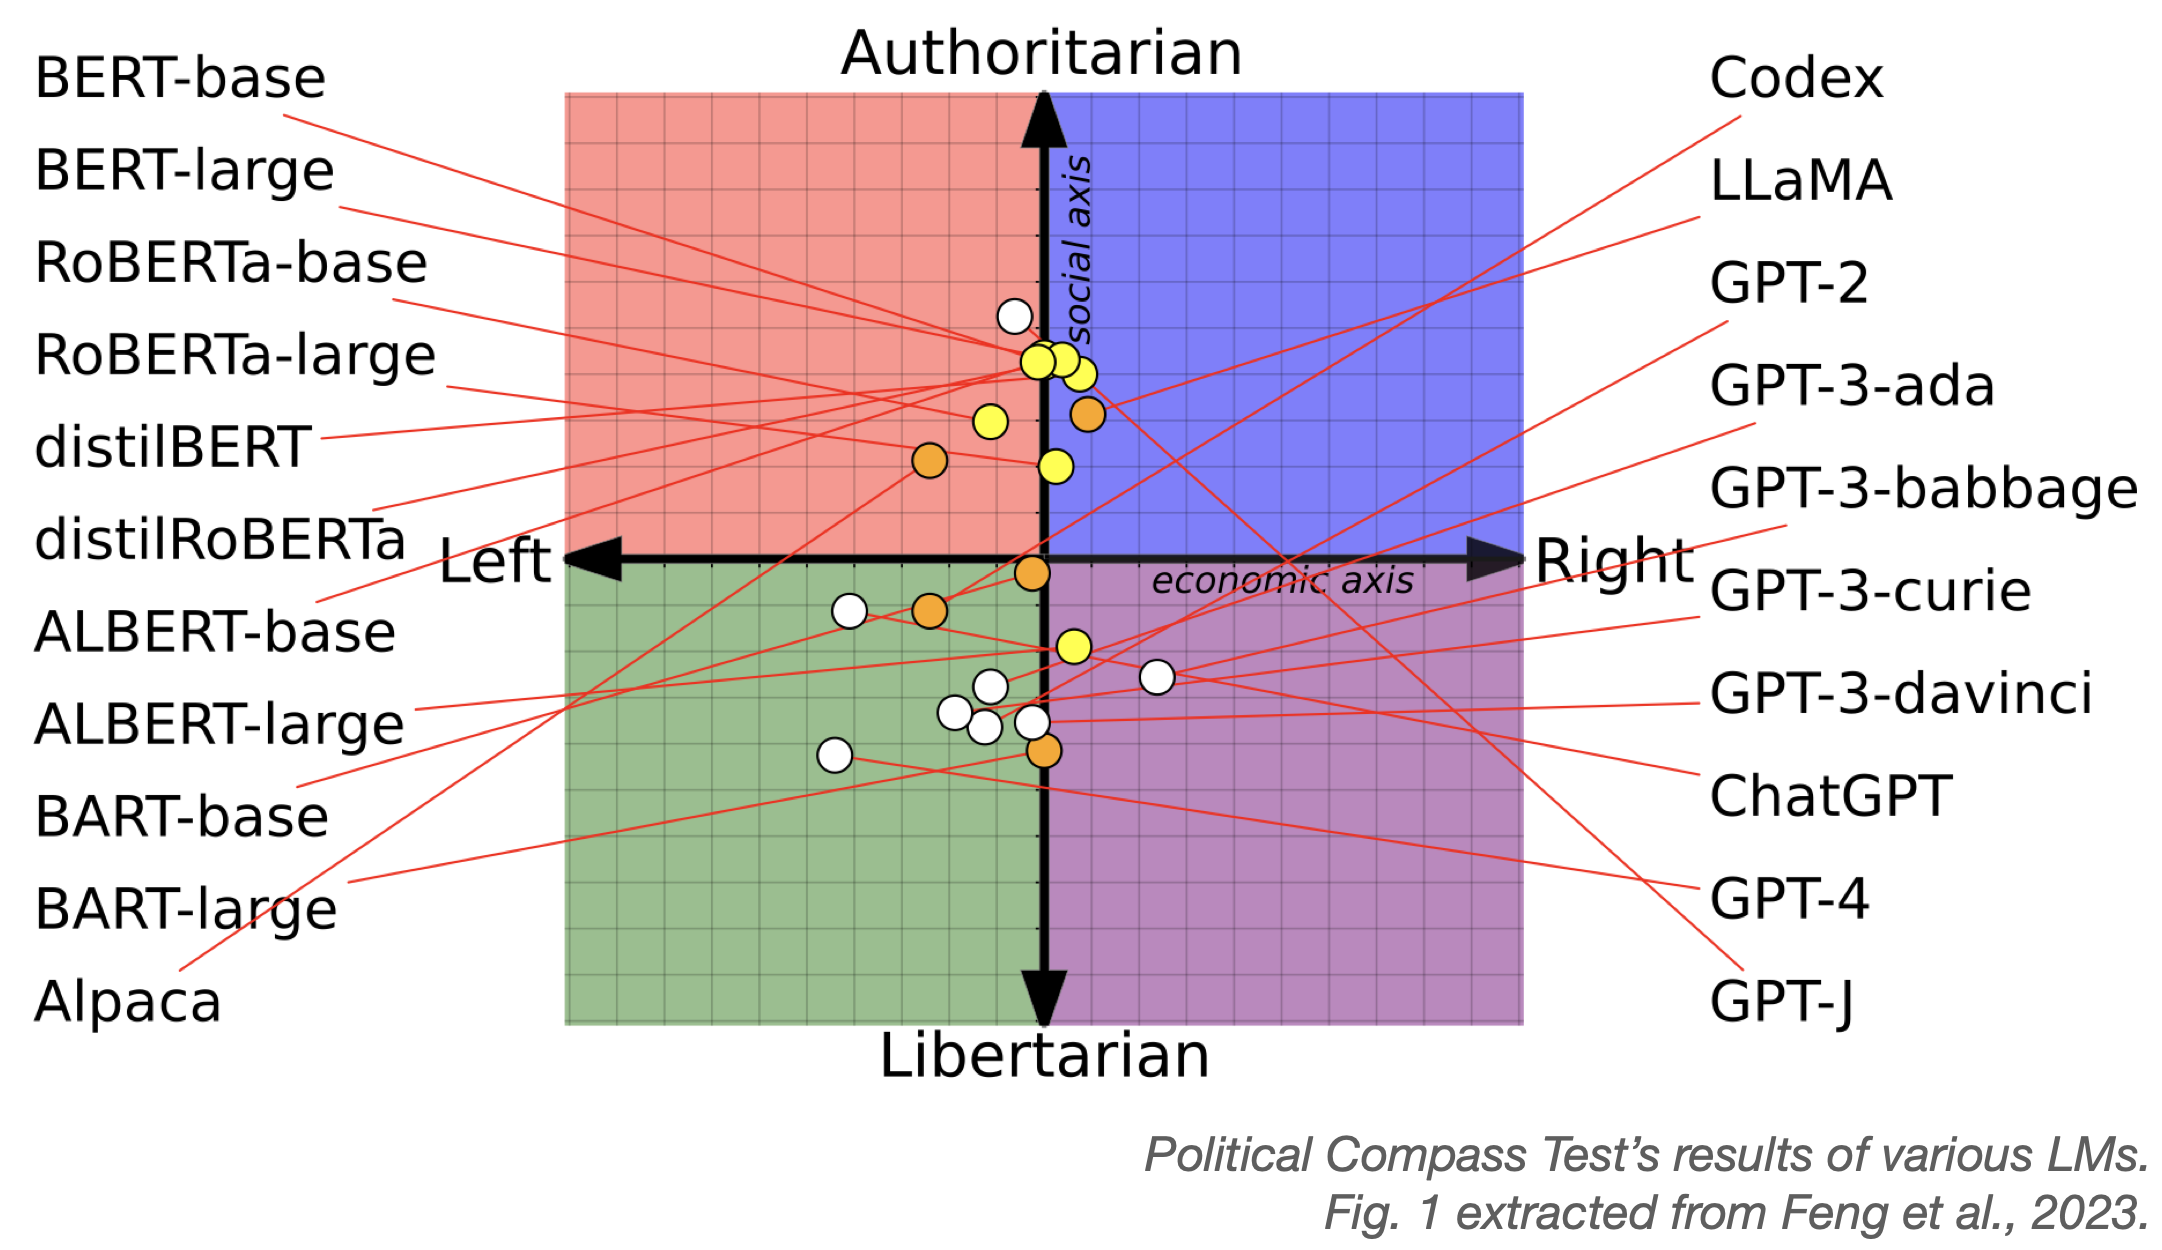 Authoritarian
BERT-base
BERT-large
RoBERTa-base
RoBERTa-large
distilBERT
distilRoBERTa
ALBERT-base
ALBERT-large
BART-base
BART-large
Alpaca
social axis
Left
Right
economic axis
Codex
LLaMA
GPT-2
GPT-3-ada
GPT-3-babbage
GPT-3-curie
GPT-3-davinci
ChatGPT
GPT-4
GPT-J
Libertarian
Political Compass Test’s results of various LMs.
Fig. 1 extracted from Feng et al., 2023.